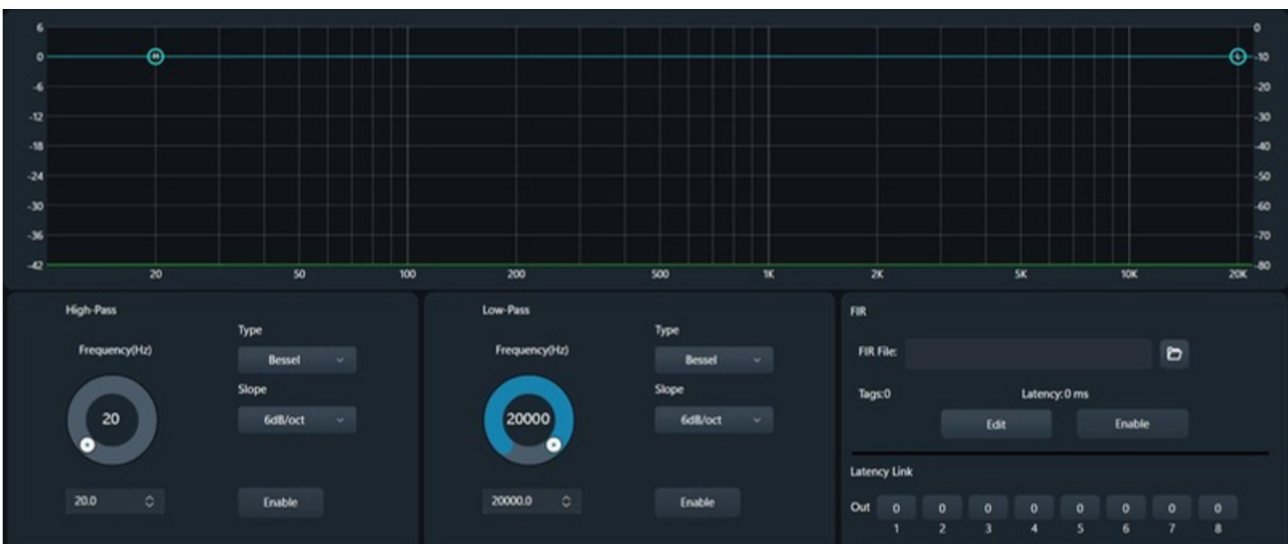 6 0
0 H L -10
-6 -20
-12 -30
-18 -40
-24 -50
-30 -60
-36 -70
-42 -80
20 50 100 200 500 1K 2K 5K 10K 20K
High-Pass
Type
Frequency(Hz)
Bessel
Slope
20
6dB/oct
20.0
Enable
Low-Pass
Type
Frequency(Hz)
Bessel
Slope
20000
6dB/oct
20000.0
Enable
FIR
FIR File:
Tags:0 Latency:0 ms
Edit Enable
Latency Link
Out 0 0 0 0 0 0 0 0
1 2 3 4 5 6 7 8